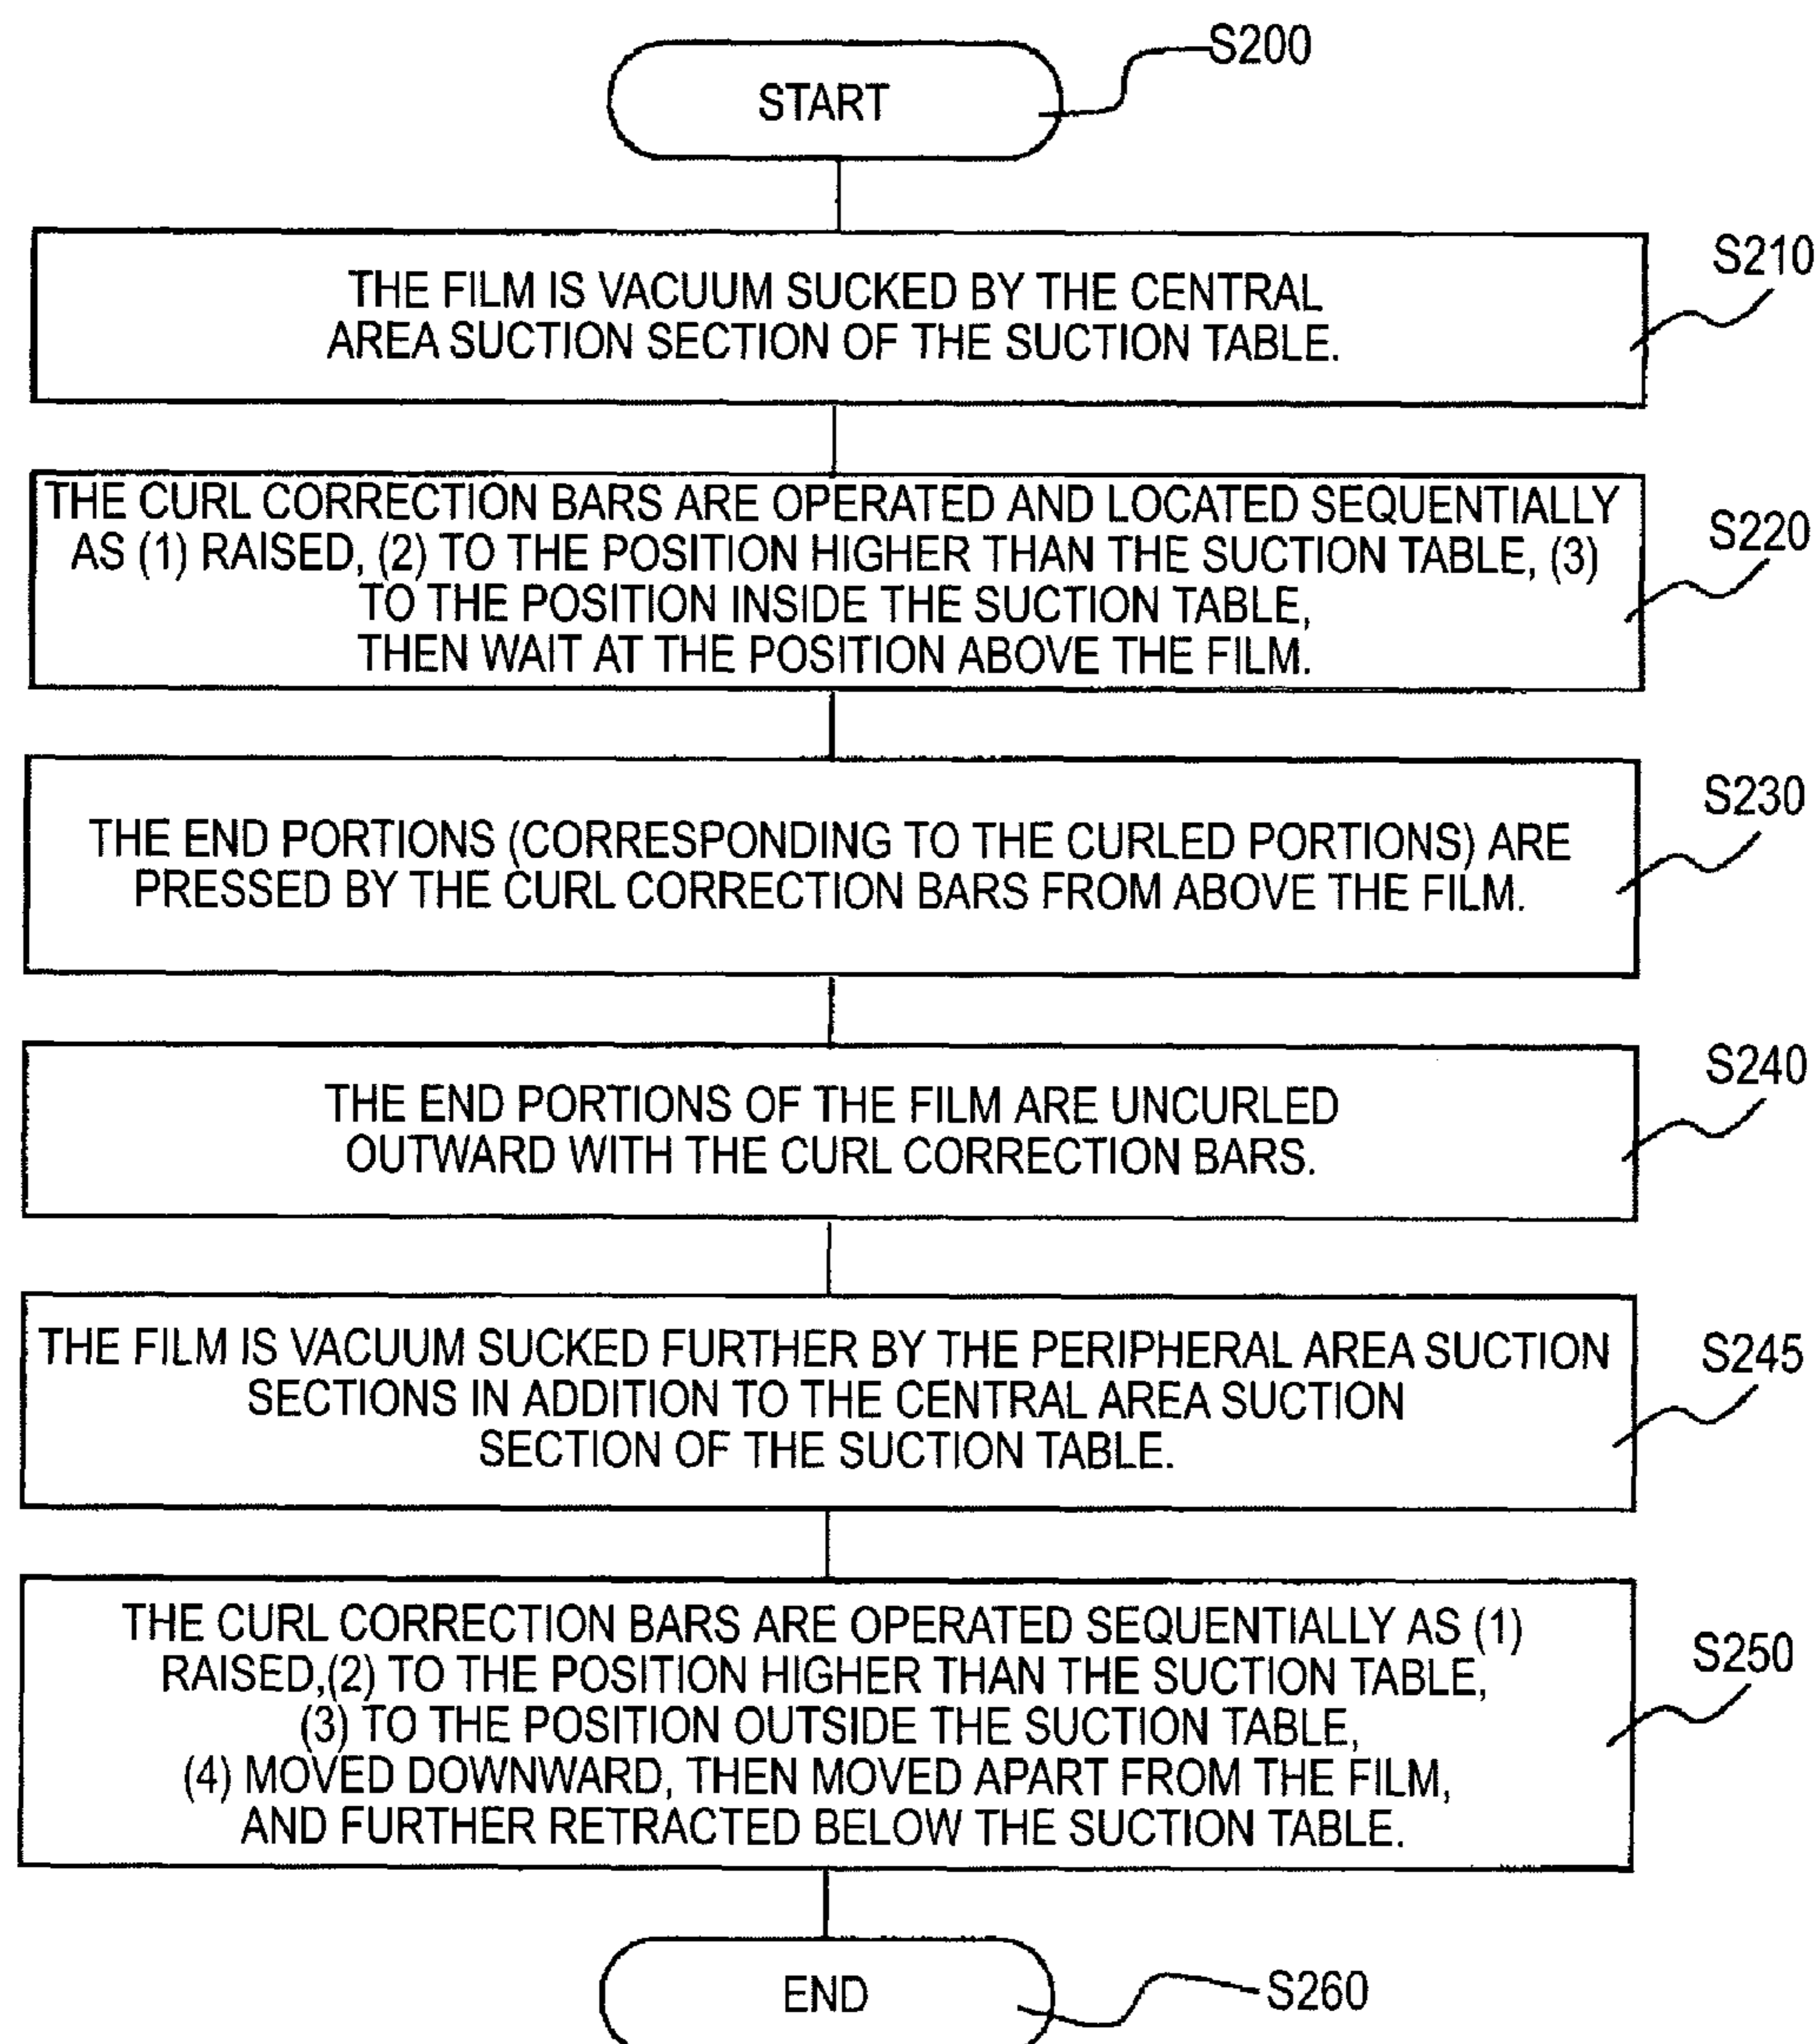 S200
START
S210
THE FILM IS VACUUM SUCKED BY THE CENTRAL
AREA SUCTION SECTION OF THE SUCTION TABLE.
THE CURL CORRECTION BARS ARE OPERATED AND LOCATED SEQUENTIALLY
S220
AS (1) RAISED, (2) TO THE POSITION HIGHER THAN THE SUCTION TABLE, (3)
TO THE POSITION INSIDE THE SUCTION TABLE,
THEN WAIT AT THE POSITION ABOVE THE FILM.
S230
THE END PORTIONS (CORRESPONDING TO THE CURLED PORTIONS) ARE
PRESSED BY THE CURL CORRECTION BARS FROM ABOVE THE FILM.
S240
THE END PORTIONS OF THE FILM ARE UNCURLED
OUTWARD WITH THE CURL CORRECTION BARS.
S245
THE FILM IS VACUUM SUCKED FURTHER BY THE PERIPHERAL AREA SUCTION
SECTIONS IN ADDITION TO THE CENTRAL AREA SUCTION
SECTION OF THE SUCTION TABLE.
THE CURL CORRECTION BARS ARE OPERATED SEQUENTIALLY AS (1)
S250
RAISED,(2) TO THE POSITION HIGHER THAN THE SUCTION TABLE,
(3) TO THE POSITION OUTSIDE THE SUCTION TABLE,
(4) MOVED DOWNWARD, THEN MOVED APART FROM THE FILM,
AND FURTHER RETRACTED BELOW THE SUCTION TABLE.
END
S260